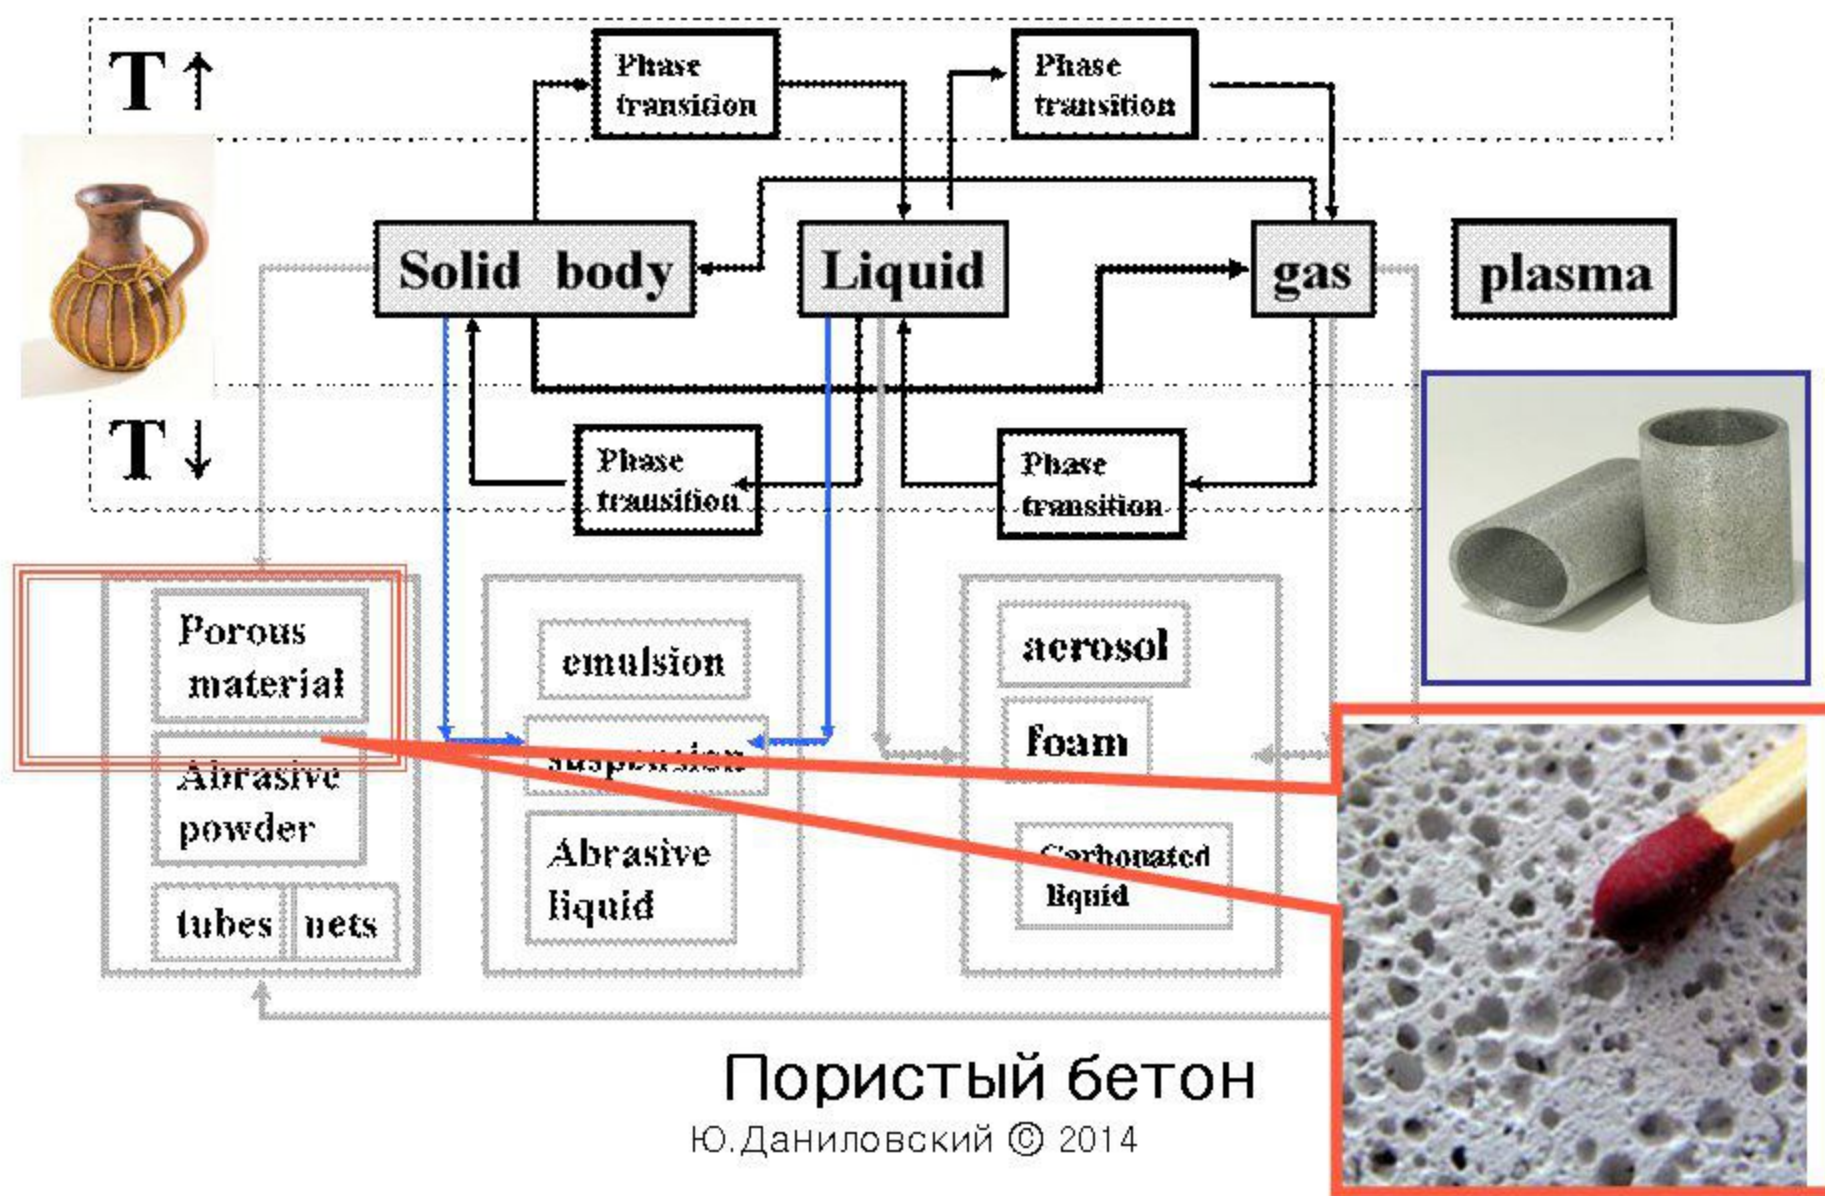 T ↑
Phase
transition
Phase
transition
Solid body
Liquid
gas
plasma
T ↓
Phase
transition
Phase
transition
Porous
material
Abrasive
powder
tubes
nets
emulsion
suspension
Abrasive
liquid
aerosol
foam
Carbonated
liquid
Пористый бетон
Ю.Даниловский © 2014